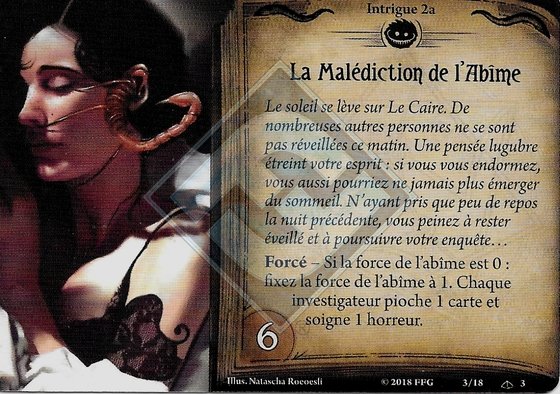 Intrigue 2a
La Malédiction de l'Abîme
Le soleil se lève sur Le Caire. De
nombreuses autres personnes ne se sont
pas réveillées ce matin. Une pensée lugubre
étreint votre esprit : si vous vous endormez,
vous aussi pourriez ne jamais plus émerger
du sommeil. N'ayant pris que peu de repos
la nuit précédente, vous peinez à rester
éveillé et à poursuivre votre enquête…
Forcé – Si la force de l'abîme est 0 :
fixez la force de l'abîme à 1. Chaque
investigateur pioche 1 carte et
soigne 1 horreur.
6
Illus. Natascha Roeoesli
© 2018 FFG
3/18
3